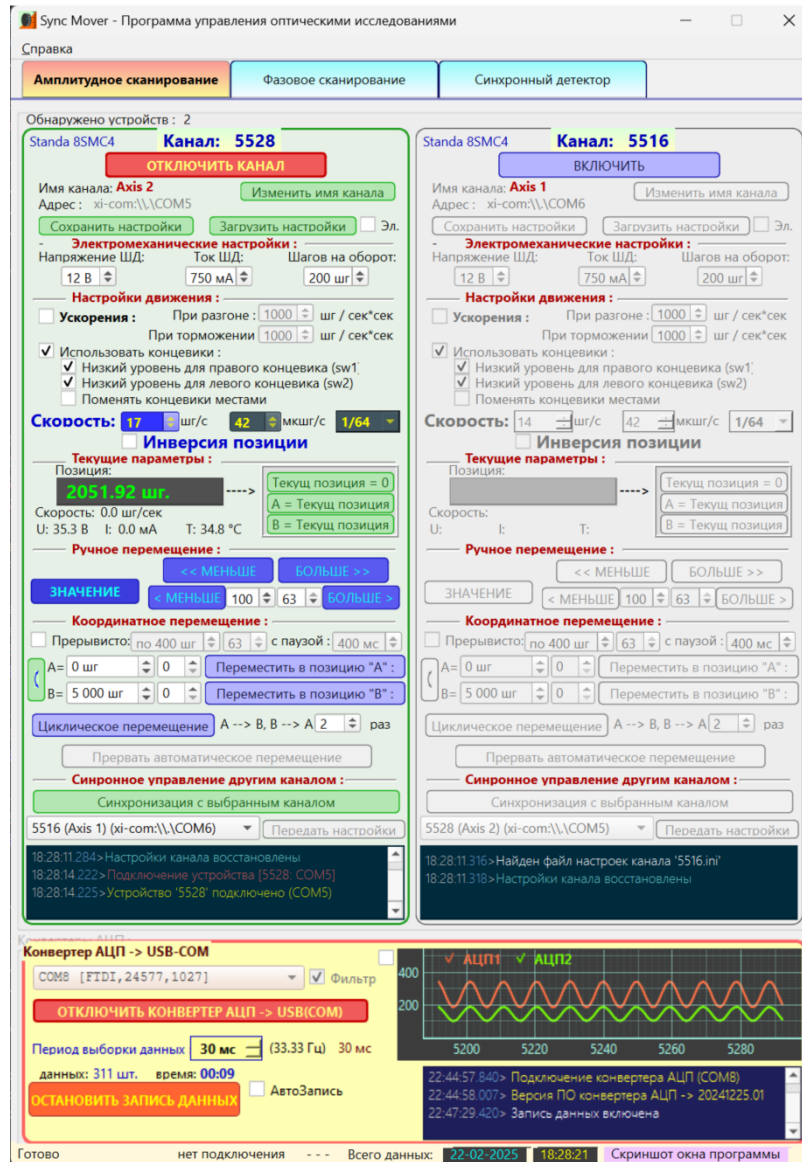 Sync Mover - Программа управления оптическими исследованиями
Справка
Амплитудное сканирование Фазовое сканирование Синхронный детектор
Обнаружено устройств : 2
Standa 8SMC4 Канал: 5528
ОТКЛЮЧИТЬ КАНАЛ
Имя канала: Axis 2 Изменить имя канала
Адрес : xi-com:\\.\COM5
Сохранить настройки Загрузить настройки Эл.
- Электромеханические настройки :
Напряжение ШД: Ток ШД: Шагов на оборот:
12 В 750 мА 200 шг
Настройки движения :
Ускорения : При разгоне : 1000 шг / сек*сек
При торможении 1000 шг / сек*сек
Использовать концевики :
Низкий уровень для правого концевика (sw1)
Низкий уровень для левого концевика (sw2)
Поменять концевики местами
Скорость: 17 шг/с 42 мкшг/с 1/64
Инверсия позиции
Текущие параметры :
Позиция:
2051.92 шг. ----> Текущ позиция = 0
A = Текущ позиция
Скорость: 0.0 шг/сек
U: 35.3 В I: 0.0 мА T: 34.8 °C B = Текущ позиция
Ручное перемещение :
<< МЕНЬШЕ БОЛЬШЕ >>
ЗНАЧЕНИЕ < МЕНЬШЕ 100 63 БОЛЬШЕ >
Координатное перемещение :
Прерывисто: по 400 шг 63 с паузой : 400 мс
A= 0 шг 0 Переместить в позицию "A" :
B= 5 000 шг 0 Переместить в позицию "B" :
Циклическое перемещение A --> B, B --> A 2 раз
Прервать автоматическое перемещение
Синронное управление другим каналом :
Синхронизация с выбранным каналом
5516 (Axis 1) (xi-com:\\.\COM6) Передать настройки
18:28:11.284>Настройки канала восстановлены
18:28:14.222>Подключение устройства [5528: COM5]
18:28:14.225>Устройство '5528' подключено (COM5)
Standa 8SMC4 Канал: 5516
ВКЛЮЧИТЬ
Имя канала: Axis 1 Изменить имя канала
Адрес : xi-com:\\.\COM6
Сохранить настройки Загрузить настройки Эл.
- Электромеханические настройки :
Напряжение ШД: Ток ШД: Шагов на оборот:
12 В 750 мА 200 шг
Настройки движения :
Ускорения : При разгоне : 1000 шг / сек*сек
При торможении 1000 шг / сек*сек
Использовать концевики :
Низкий уровень для правого концевика (sw1)
Низкий уровень для левого концевика (sw2)
Поменять концевики местами
Скорость: 14 шг/с 42 мкшг/с 1/64
Инверсия позиции
Текущие параметры :
Позиция:
----> Текущ позиция = 0
A = Текущ позиция
Скорость:
U: I: T: B = Текущ позиция
Ручное перемещение :
<< МЕНЬШЕ БОЛЬШЕ >>
ЗНАЧЕНИЕ < МЕНЬШЕ 100 63 БОЛЬШЕ >
Координатное перемещение :
Прерывисто: по 400 шг 63 с паузой : 400 мс
A= 0 шг 0 Переместить в позицию "A" :
B= 5 000 шг 0 Переместить в позицию "B" :
Циклическое перемещение A --> B, B --> A 2 раз
Прервать автоматическое перемещение
Синронное управление другим каналом :
Синхронизация с выбранным каналом
5528 (Axis 2) (xi-com:\\.\COM5) Передать настройки
18:28:11.316>Найден файл настроек канала '5516.ini'
18:28:11.318>Настройки канала восстановлены
Конвертер АЦП -> USB-COM
COM8 [FTDI,24577,1027] Фильтр
ОТКЛЮЧИТЬ КОНВЕРТЕР АЦП -> USB(COM)
Период выборки данных 30 мс (33.33 Гц) 30 мс
данных: 311 шт. время: 00:09
ОСТАНОВИТЬ ЗАПИСЬ ДАННЫХ АвтоЗапись
АЦП1 АЦП2
400
200
5200 5220 5240 5260 5280
22:44:57.840> Подключение конвертера АЦП (COM8)
22:44:58.007> Версия ПО конвертера АЦП -> 20241225.01
22:47:29.420> Запись данных включена
Готово нет подключения - - - Всего данных: 22-02-2025 18:28:21 Скриншот окна программы